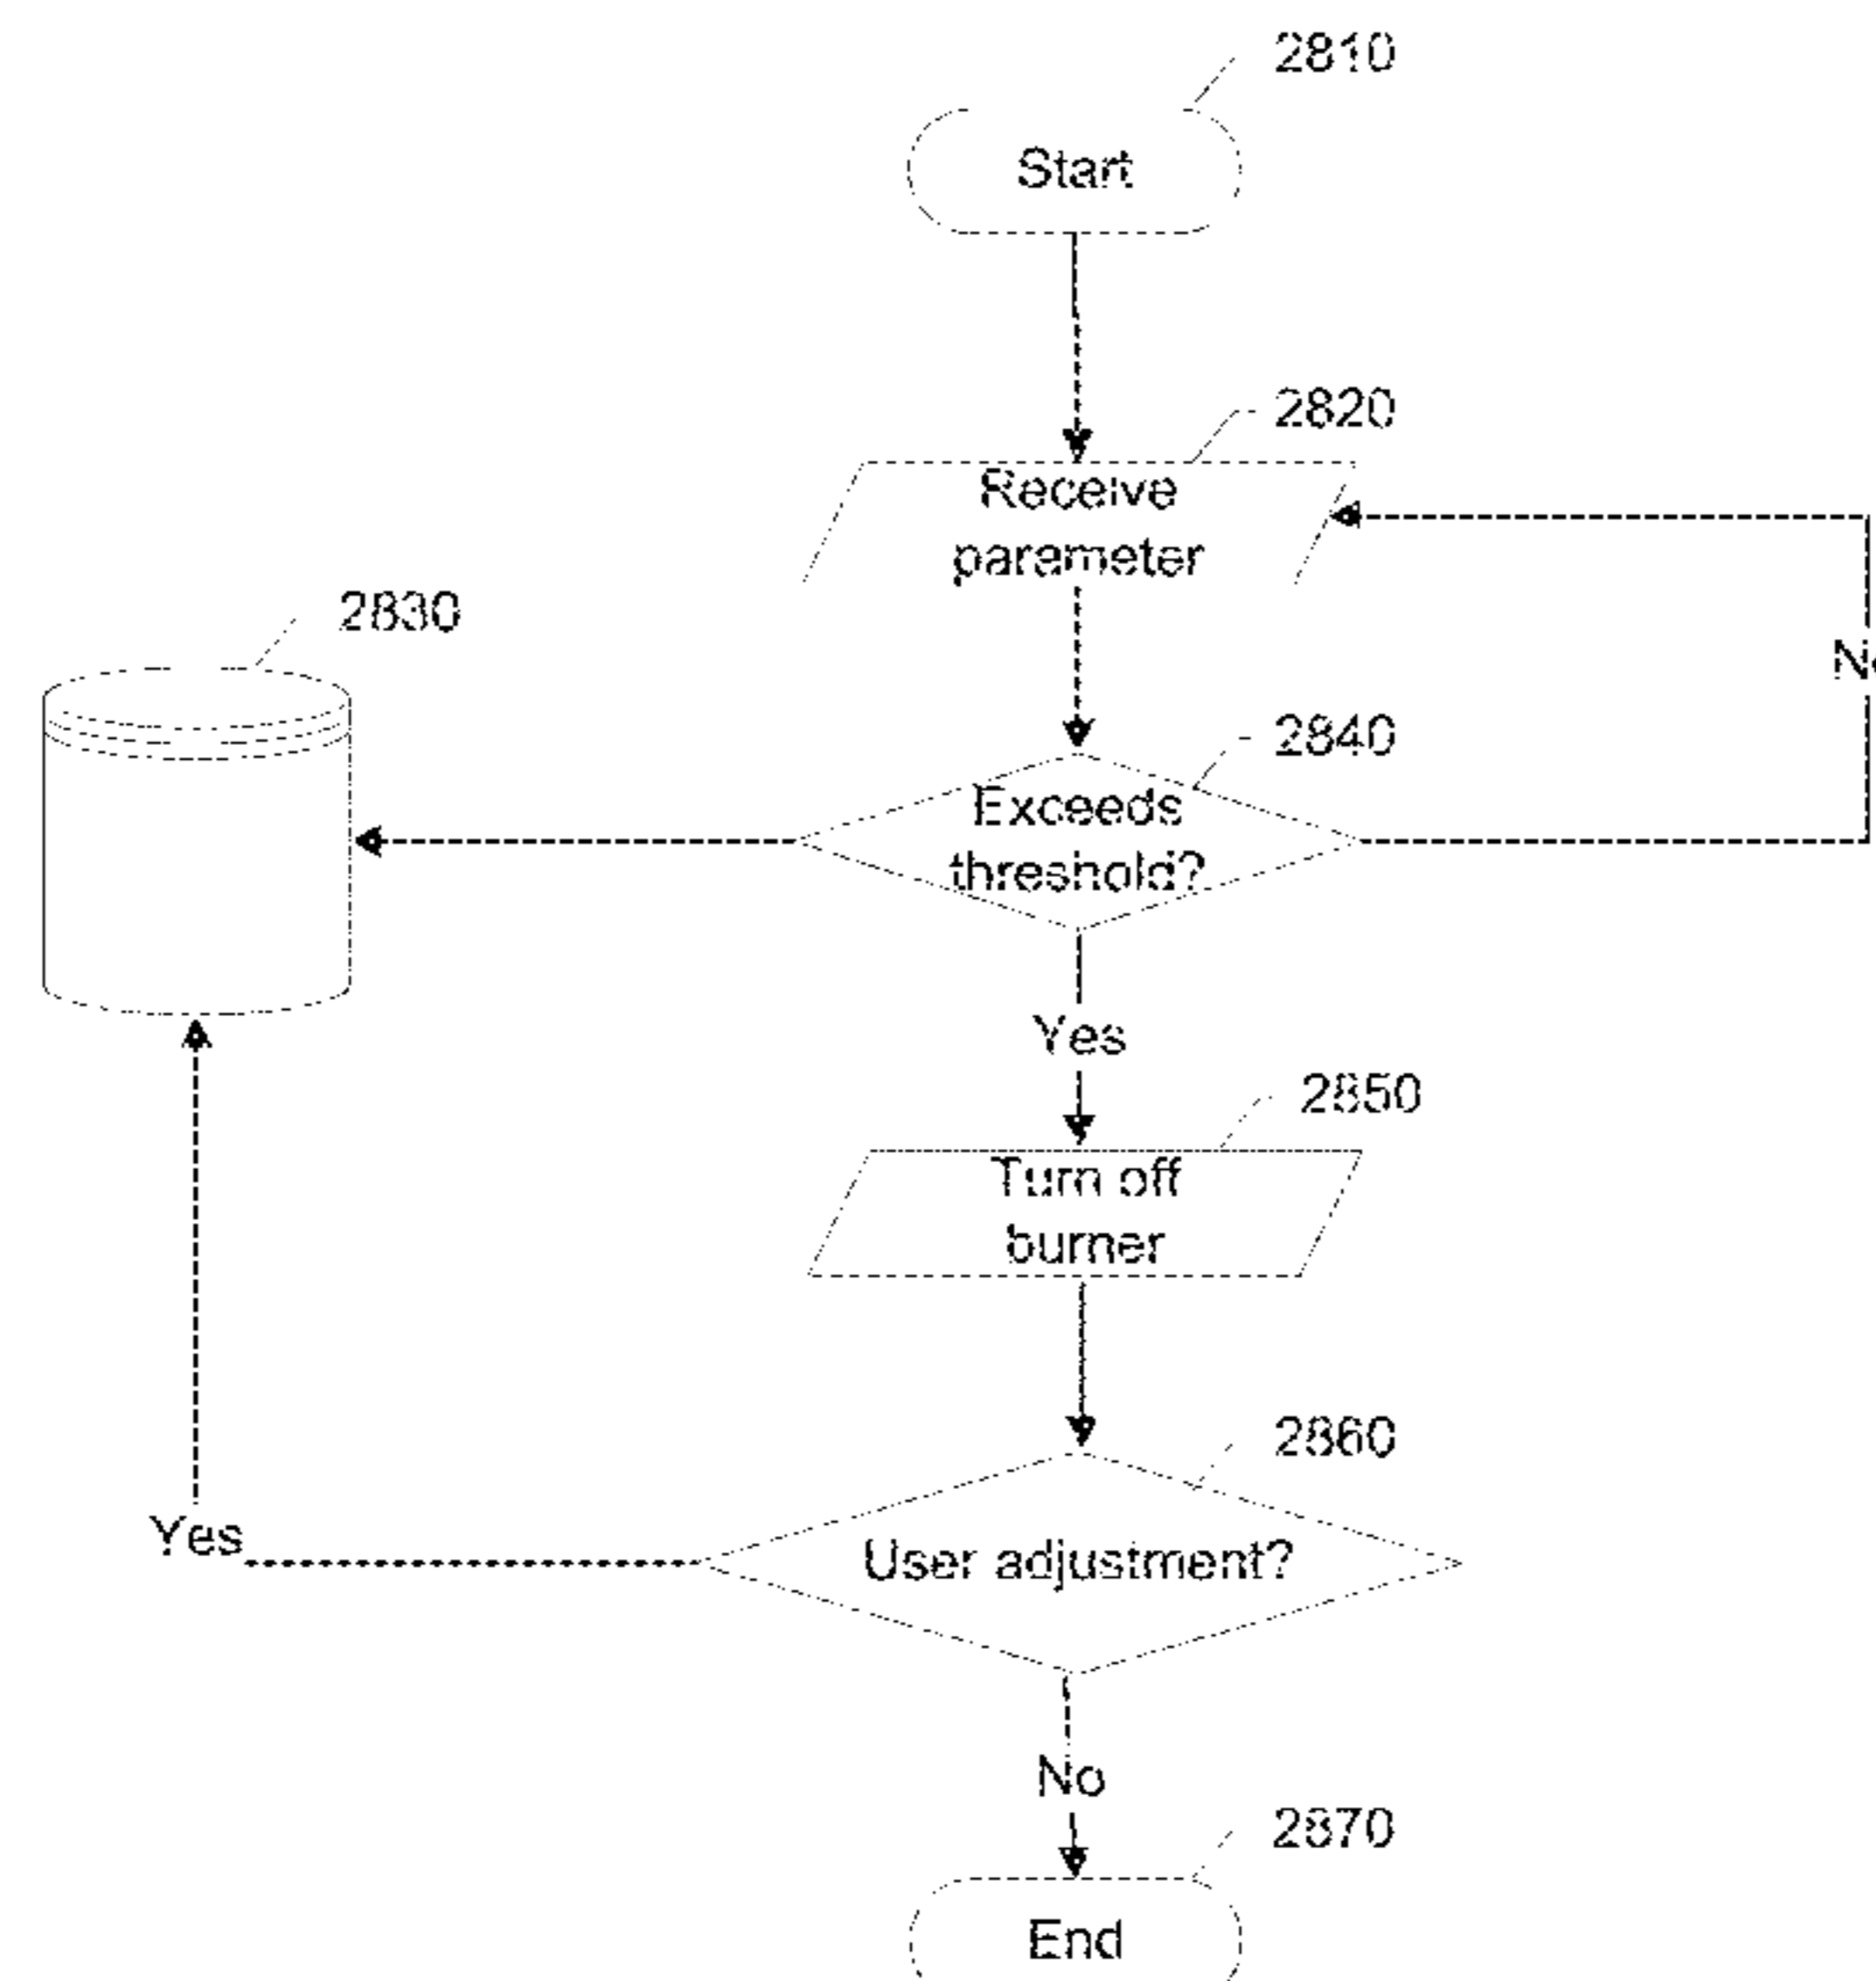 2810
Start
2820
Receive
parameter
2830
No
2840
Exceeds
threshold?
Yes
2850
Turn off
burner
2860
User adjustment?
Yes
No
2870
End